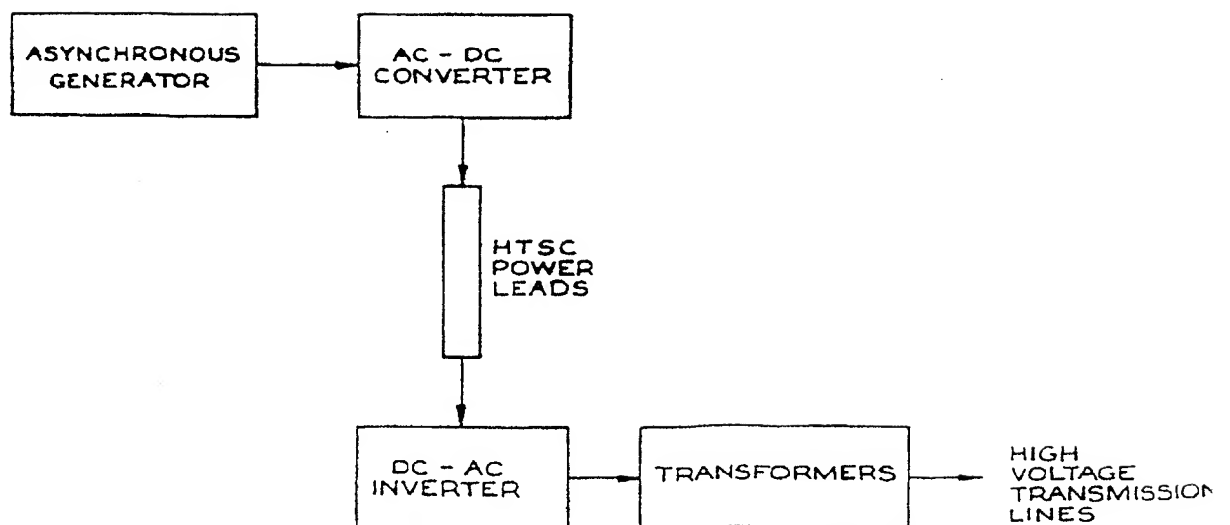 ASYNCHRONOUS
GENERATOR
AC - DC
CONVERTER
HTSC
POWER
LEADS
DC - AC
INVERTER
TRANSFORMERS
HIGH
VOLTAGE
TRANSMISSION
LINES